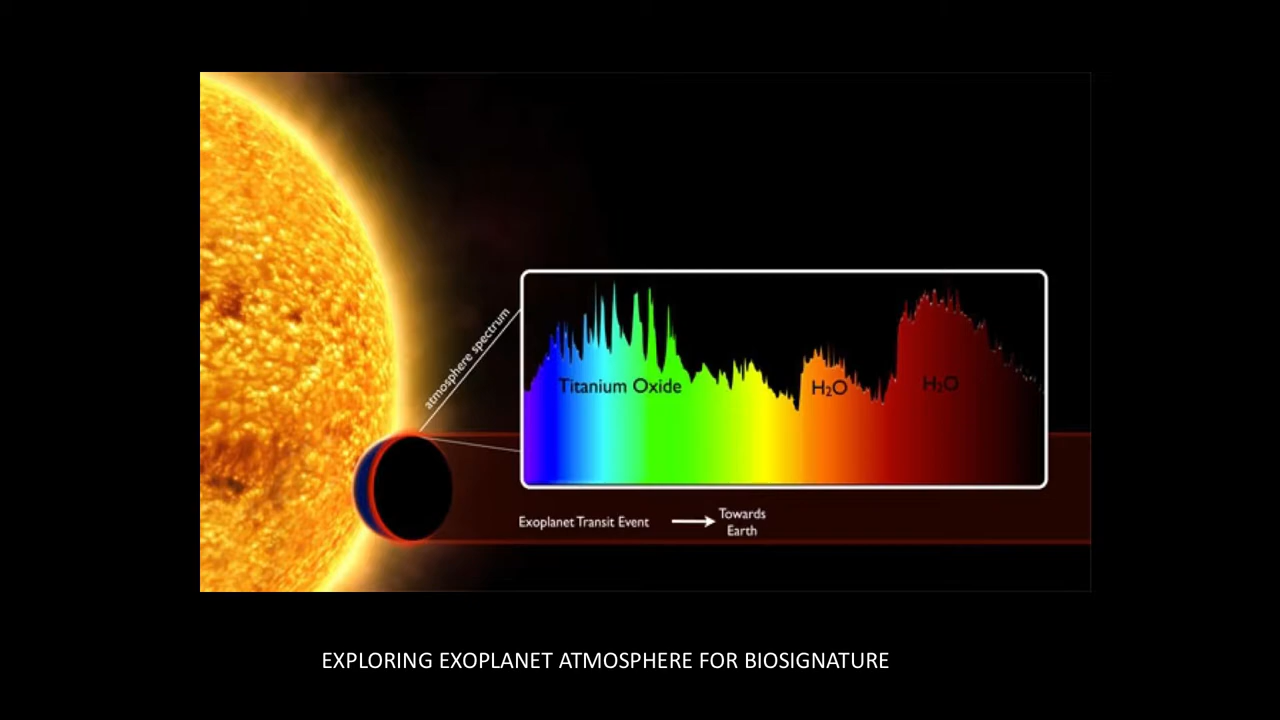 atmosphere spectrum
Titanium Oxide
H₂O
H₂O
Exoplanet Transit Event
Towards
Earth
EXPLORING EXOPLANET ATMOSPHERE FOR BIOSIGNATURE